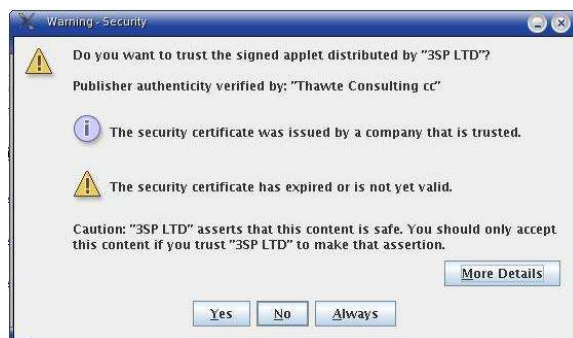 Warning - Security
Do you want to trust the signed applet distributed by "3SP LTD"?
Publisher authenticity verified by: "Thawte Consulting cc"
The security certificate was issued by a company that is trusted.
The security certificate has expired or is not yet valid.
Caution: "3SP LTD" asserts that this content is safe. You should only accept
this content if you trust "3SP LTD" to make that assertion.
More Details
Yes No Always